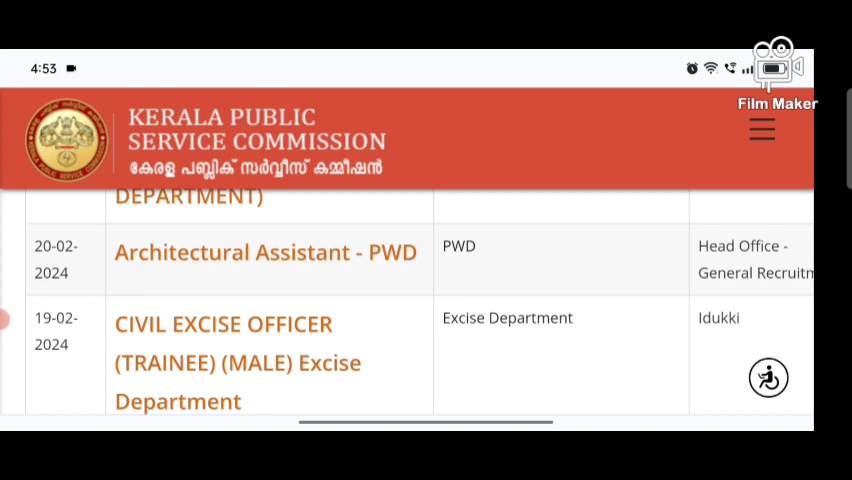 4:53
Film Maker
KERALA PUBLIC
SERVICE COMMISSION
കേരള പബ്ലിക് സർവ്വീസ് കമ്മീഷൻ
DEPARTMENT)
20-02-
2024
Architectural Assistant - PWD
PWD
Head Office -
General Recruitm
19-02-
2024
CIVIL EXCISE OFFICER
(TRAINEE) (MALE) Excise
Department
Excise Department
Idukki